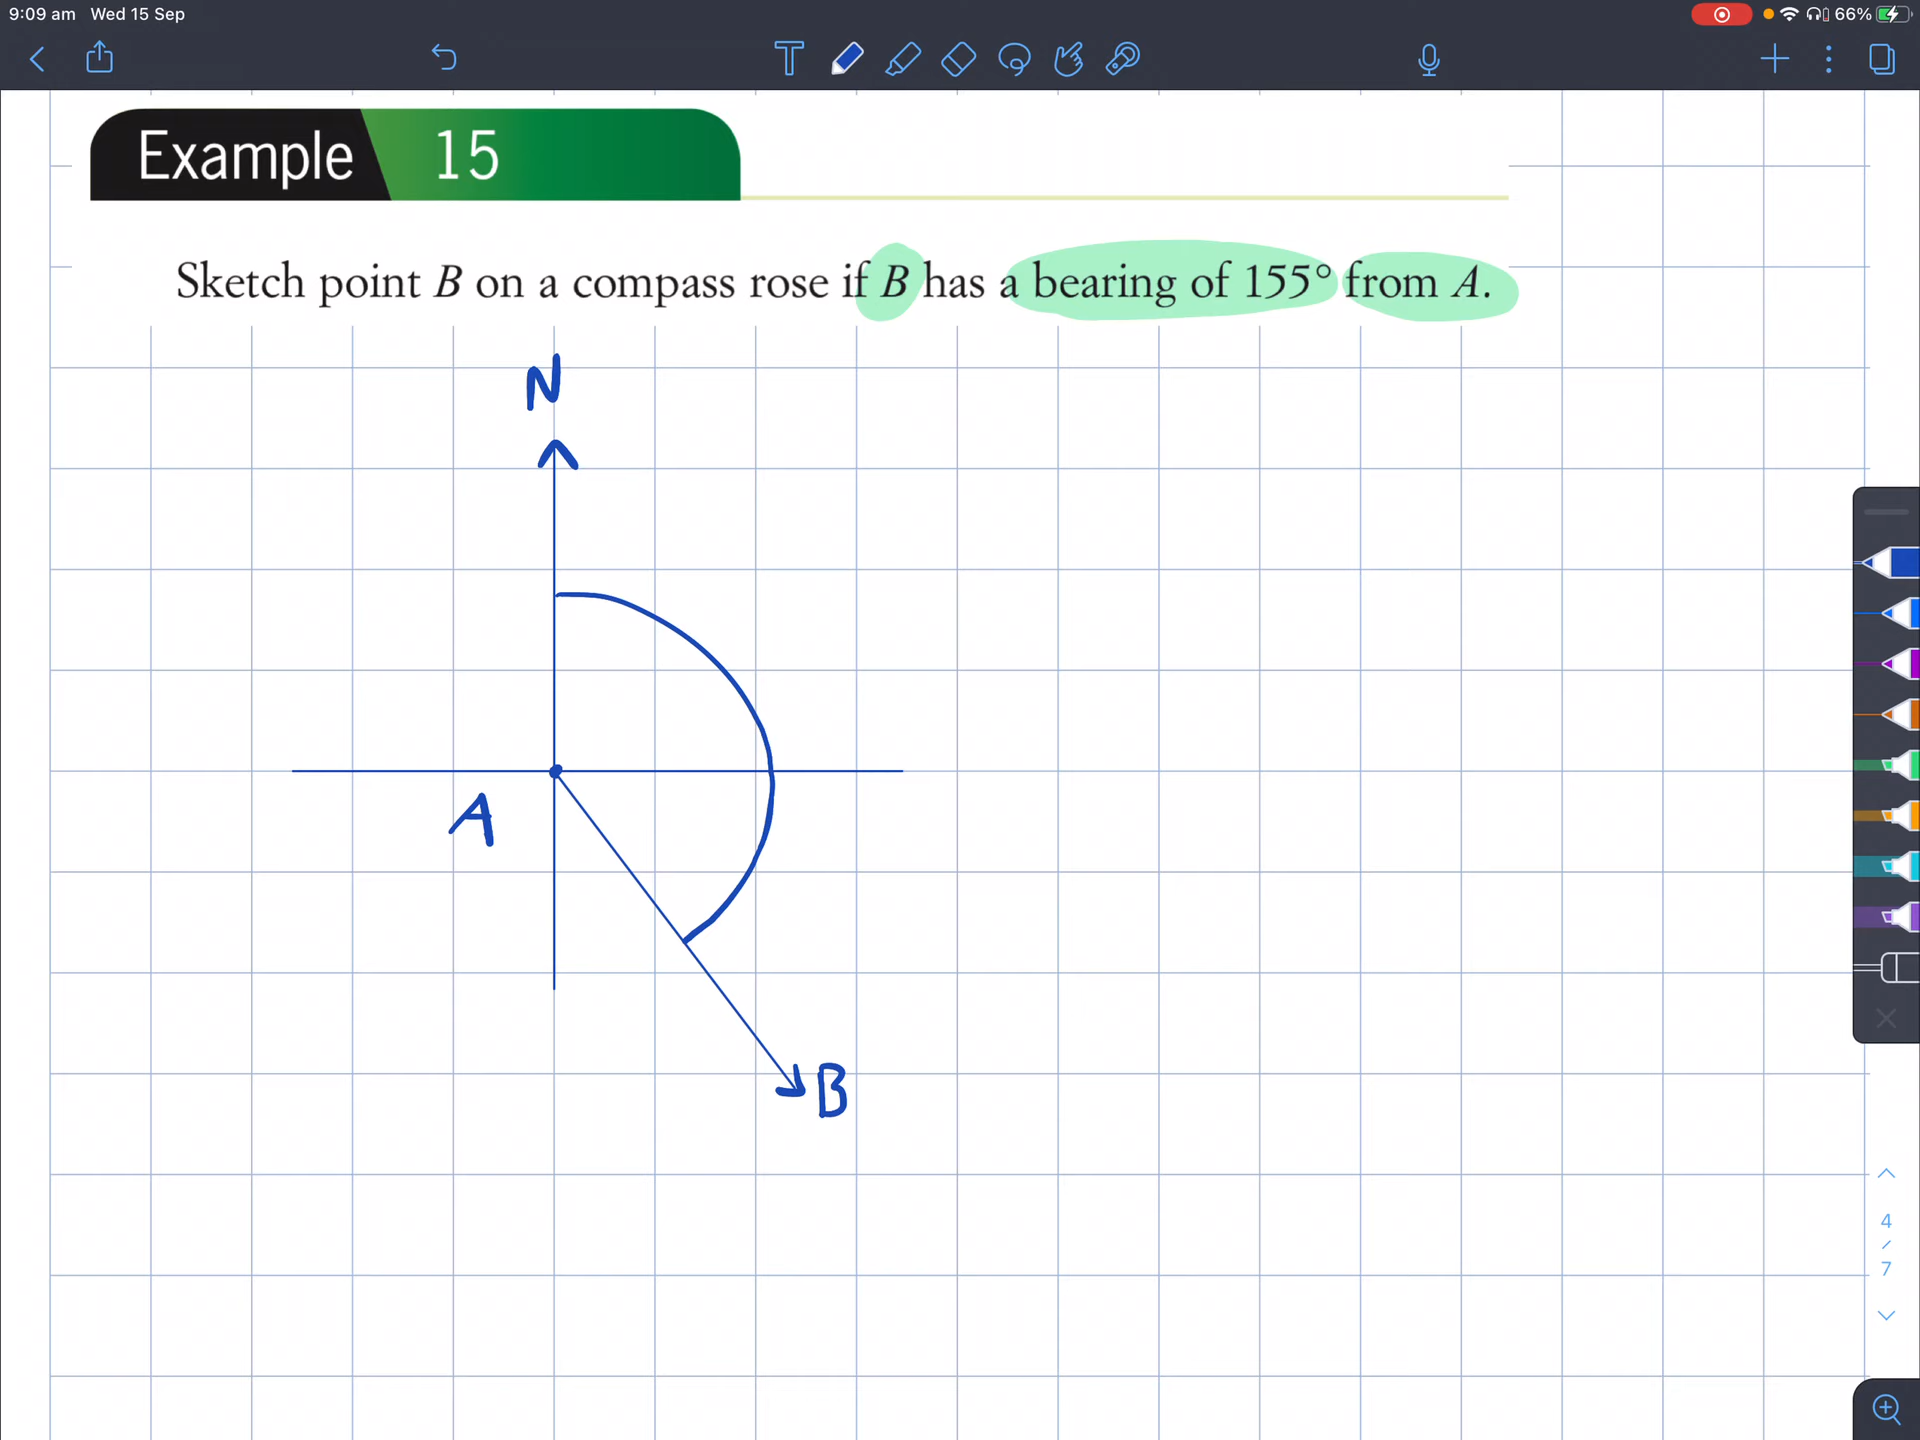 9:09 am Wed 15 Sep
66%
T
Example 15
Sketch point B on a compass rose if B has a bearing of 155° from A.
N
A
B
4
/
7